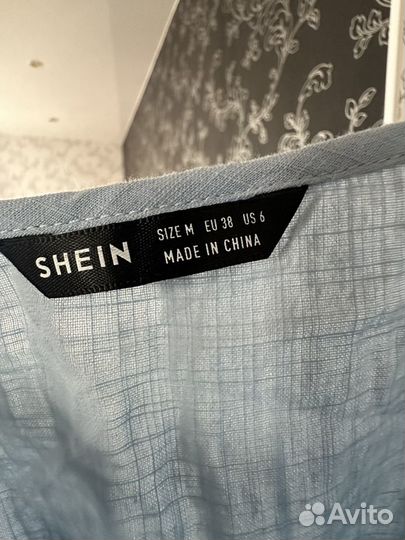 SHEIN
SIZE M EU 38 US 6
MADE IN CHINA
Avito